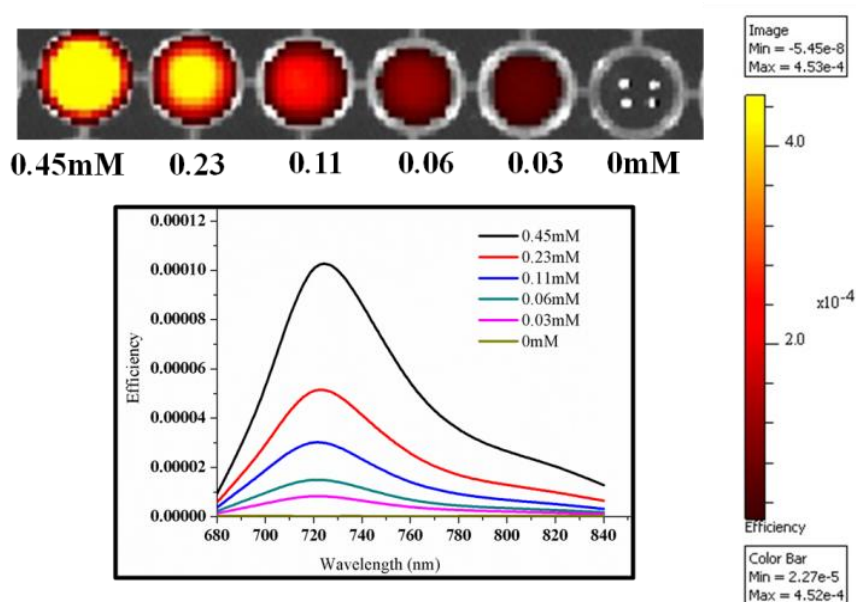 0.45mM 0.23 0.11 0.06 0.03 0mM
Image
Min = -5.45e-8
Max = 4.53e-4
4.0
x10-4
2.0
Efficiency
Color Bar
Min = 2.27e-5
Max = 4.52e-4
0.00012
0.00010
0.00008
0.00006
0.00004
0.00002
0.00000
Efficiency
0.45mM
0.23mM
0.11mM
0.06mM
0.03mM
0mM
680 700 720 740 760 780 800 820 840
Wavelength (nm)